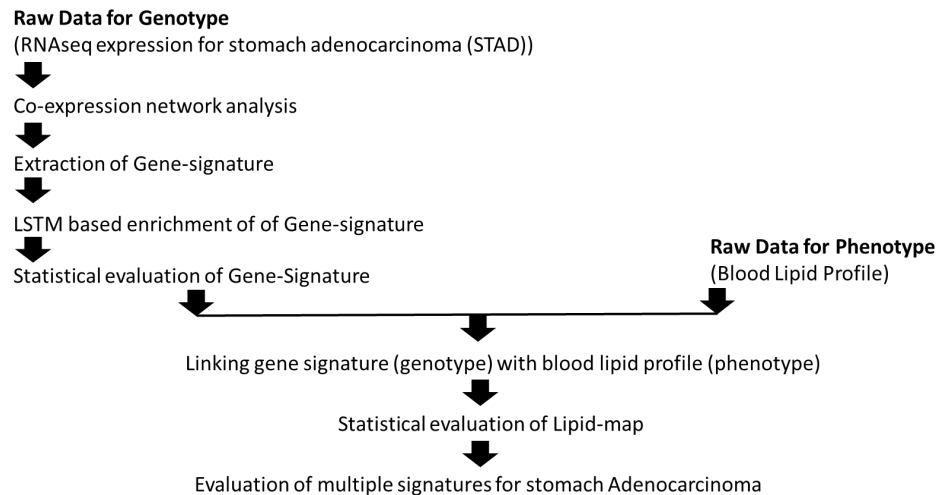 Raw Data for Genotype
(RNAseq expression for stomach adenocarcinoma (STAD))
Co-expression network analysis
Extraction of Gene-signature
LSTM based enrichment of of Gene-signature
Statistical evaluation of Gene-Signature
Raw Data for Phenotype
(Blood Lipid Profile)
Linking gene signature (genotype) with blood lipid profile (phenotype)
Statistical evaluation of Lipid-map
Evaluation of multiple signatures for stomach Adenocarcinoma